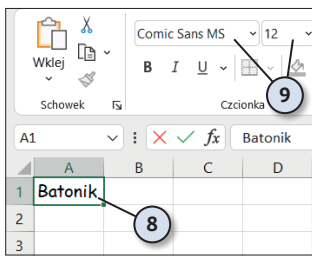 Comic Sans MS 12
Wklej
B I U
9
Schowek Czcionka
A1 fx Batonik
A B C D
1 Batonik
8
2
3